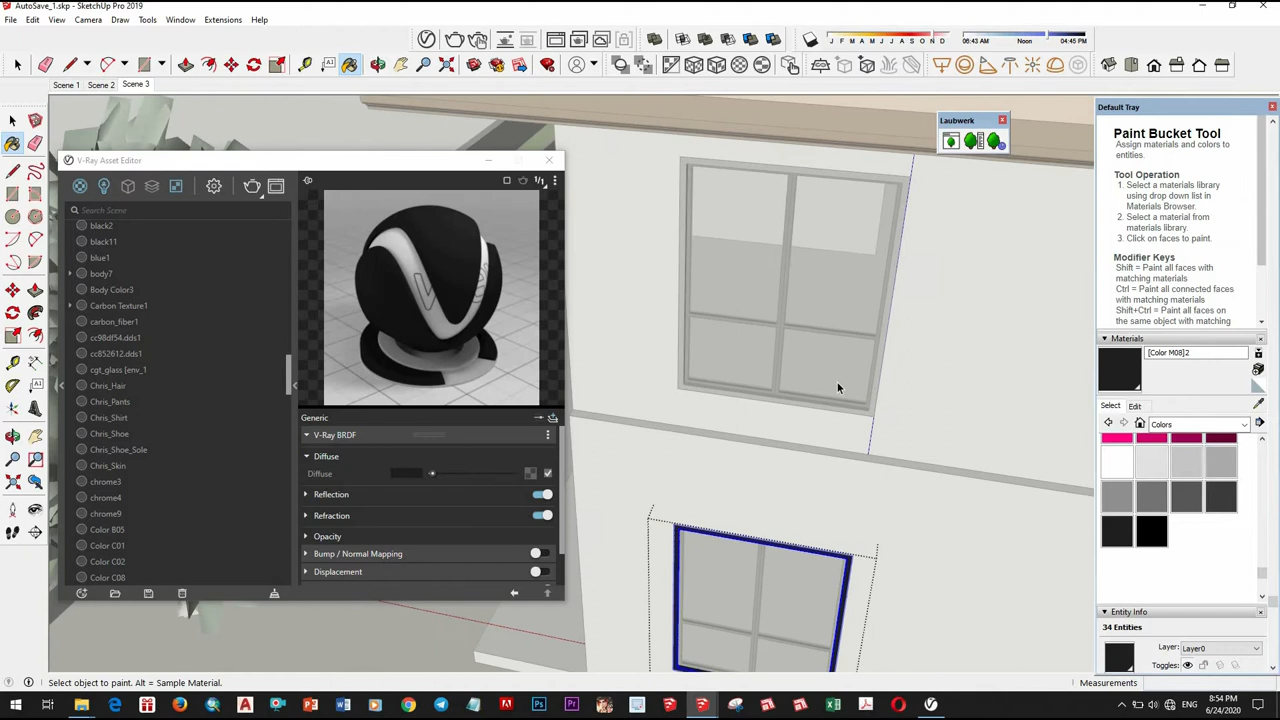 AutoSave_1.skp - SketchUp Pro 2019
File Edit View Camera Draw Tools Window Extensions Help
J F M A M J J A S O N D
06:43 AM Noon 04:45 PM
Scene 1 Scene 2 Scene 3
V-Ray Asset Editor
Search Scene
1/1
black2
black11
blue1
body7
Body Color3
Carbon Texture1
carbon_fiber1
cc98df54.dds1
cc852612.dds1
cgt_glass [env_1
Chris_Hair
Chris_Pants
Chris_Shirt
Chris_Shoe
Chris_Shoe_Sole
Chris_Skin
chrome3
chrome4
chrome9
Color B05
Color C01
Color C02
Color C08
Generic
V-Ray BRDF
Diffuse
Diffuse
Reflection
Refraction
Opacity
Bump / Normal Mapping
Displacement
Laubwerk
Default Tray
Paint Bucket Tool
Assign materials and colors to
entities.
Tool Operation
1. Select a materials library
using drop down list in
Materials Browser.
2. Select a material from
materials library.
3. Click on faces to paint.
Modifier Keys
Shift = Paint all faces with
matching materials
Ctrl = Paint all connected faces
with matching materials
Shift+Ctrl = Paint all faces on
the same object with matching
Materials
[Color M08]2
Select Edit
Colors
Entity Info
34 Entities
Layer: Layer0
Toggles:
Select object to paint. Alt = Sample Material.
Measurements
ENG
8:54 PM
6/24/2020